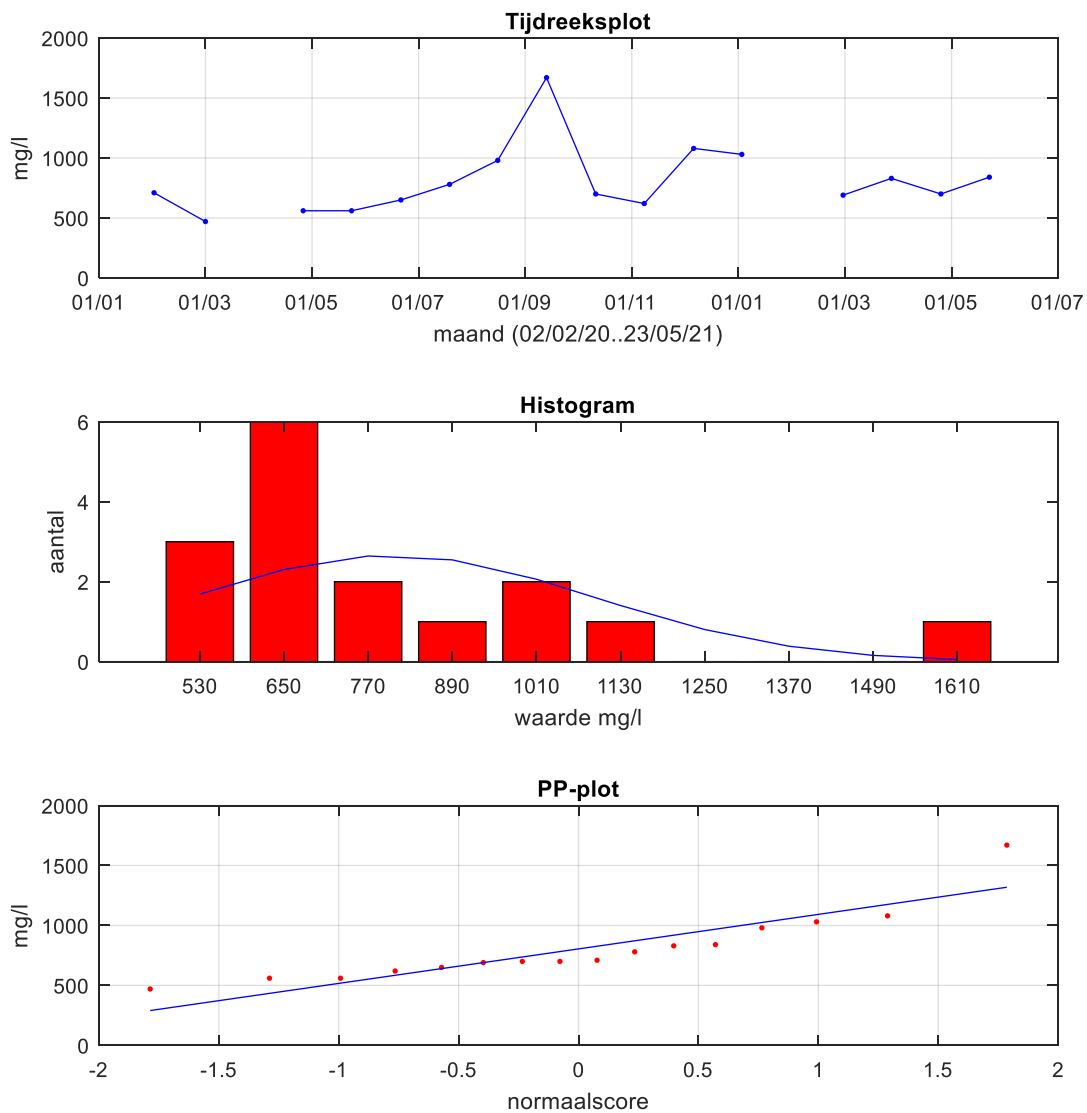 Tijdreeksplot
2000
1500
1000
500
0
mg/l
01/01 01/03 01/05 01/07 01/09 01/11 01/01 01/03 01/05 01/07
maand (02/02/20..23/05/21)
Histogram
6
4
2
0
aantal
530 650 770 890 1010 1130 1250 1370 1490 1610
waarde mg/l
PP-plot
2000
1500
1000
500
0
mg/l
-2 -1.5 -1 -0.5 0 0.5 1 1.5 2
normaalscore